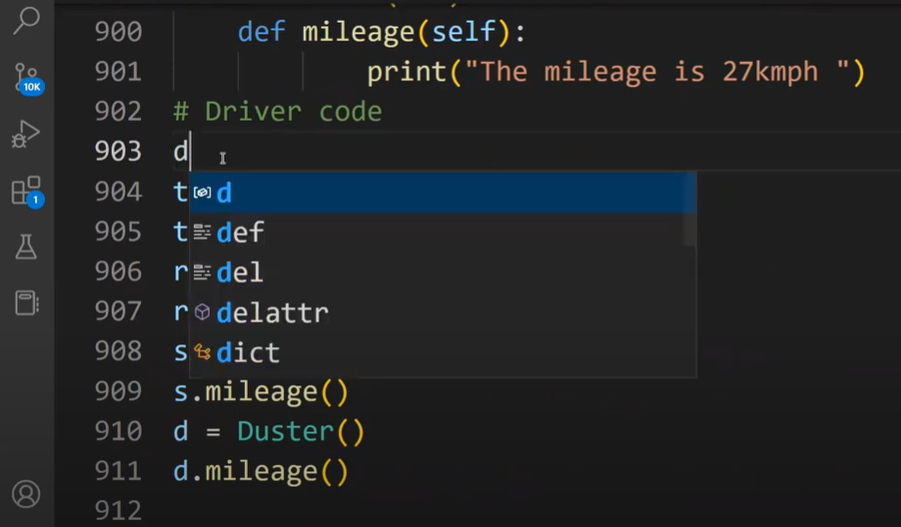 900 def mileage(self):
901 print("The mileage is 27kmph ")
902 # Driver code
903 d
904 t d
905 t def
906 r del
907 r delattr
908 s dict
909 s.mileage()
910 d = Duster()
911 d.mileage()
912
10K
1